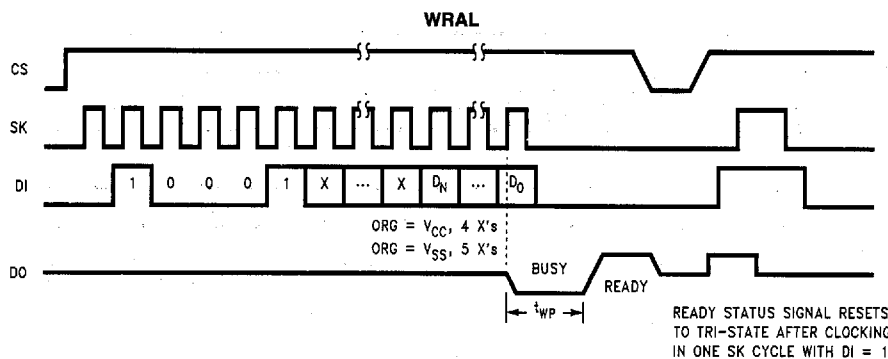 WRAL
CS
SK
DI 1 0 0 0 1 X ... X DN ... D0
ORG = VCC, 4 X's
ORG = VSS, 5 X's
DO BUSY READY
tWP
READY STATUS SIGNAL RESETS
TO TRI-STATE AFTER CLOCKING
IN ONE SK CYCLE WITH DI = 1